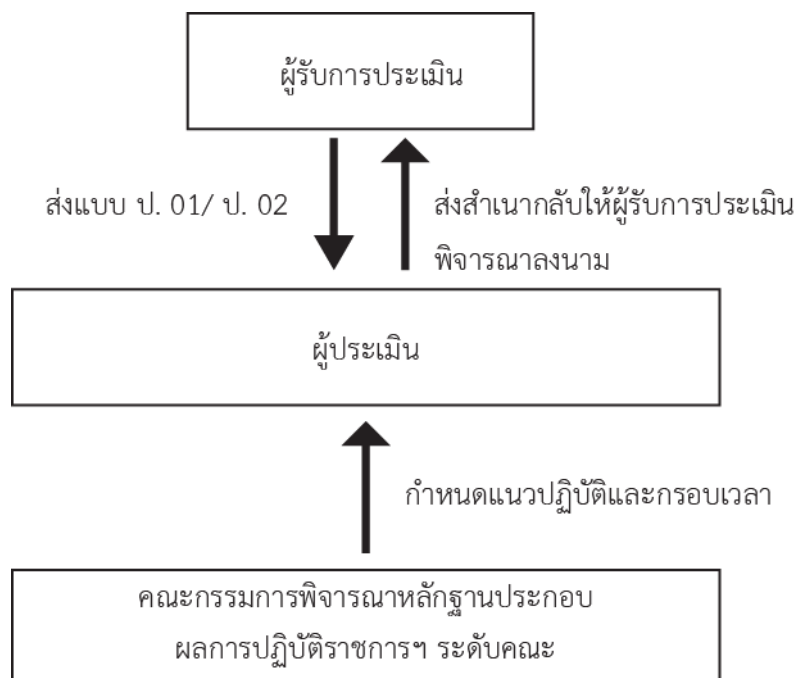 ผู้รับการประเมิน
ส่งแบบ ป. 01/ ป. 02
ส่งสำเนากลับให้ผู้รับการประเมิน
พิจารณาลงนาม
ผู้ประเมิน
กำหนดแนวปฏิบัติและกรอบเวลา
คณะกรรมการพิจารณาหลักฐานประกอบ
ผลการปฏิบัติราชการฯ ระดับคณะ